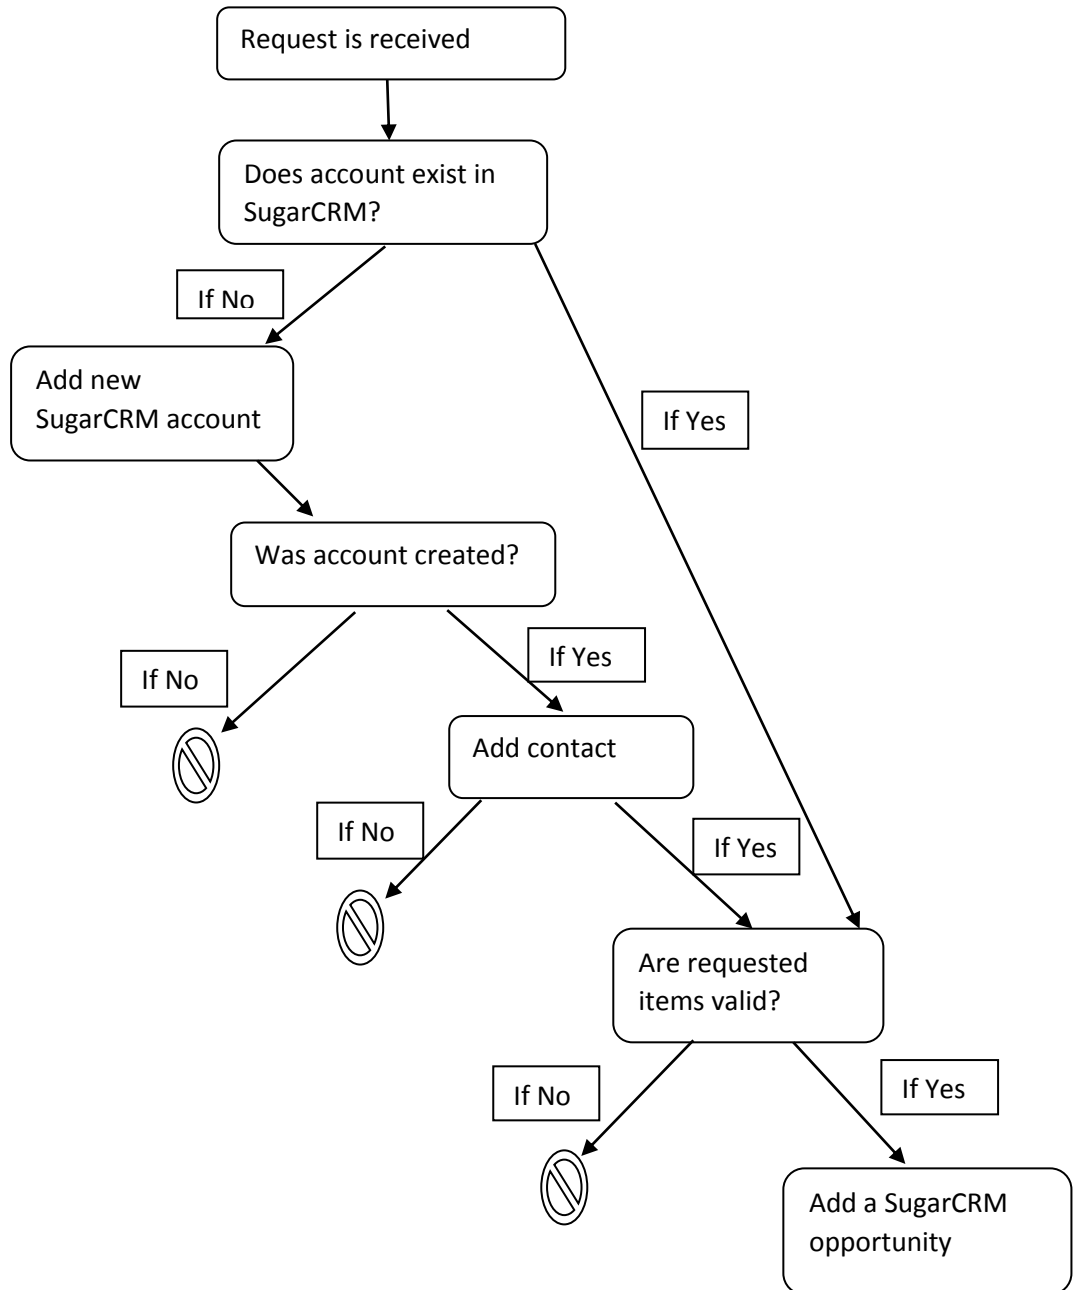 Request is received
Does account exist in
SugarCRM?
If No
Add new
SugarCRM account
If Yes
Was account created?
If No
If Yes
Add contact
If No
If Yes
Are requested
items valid?
If No
If Yes
Add a SugarCRM
opportunity